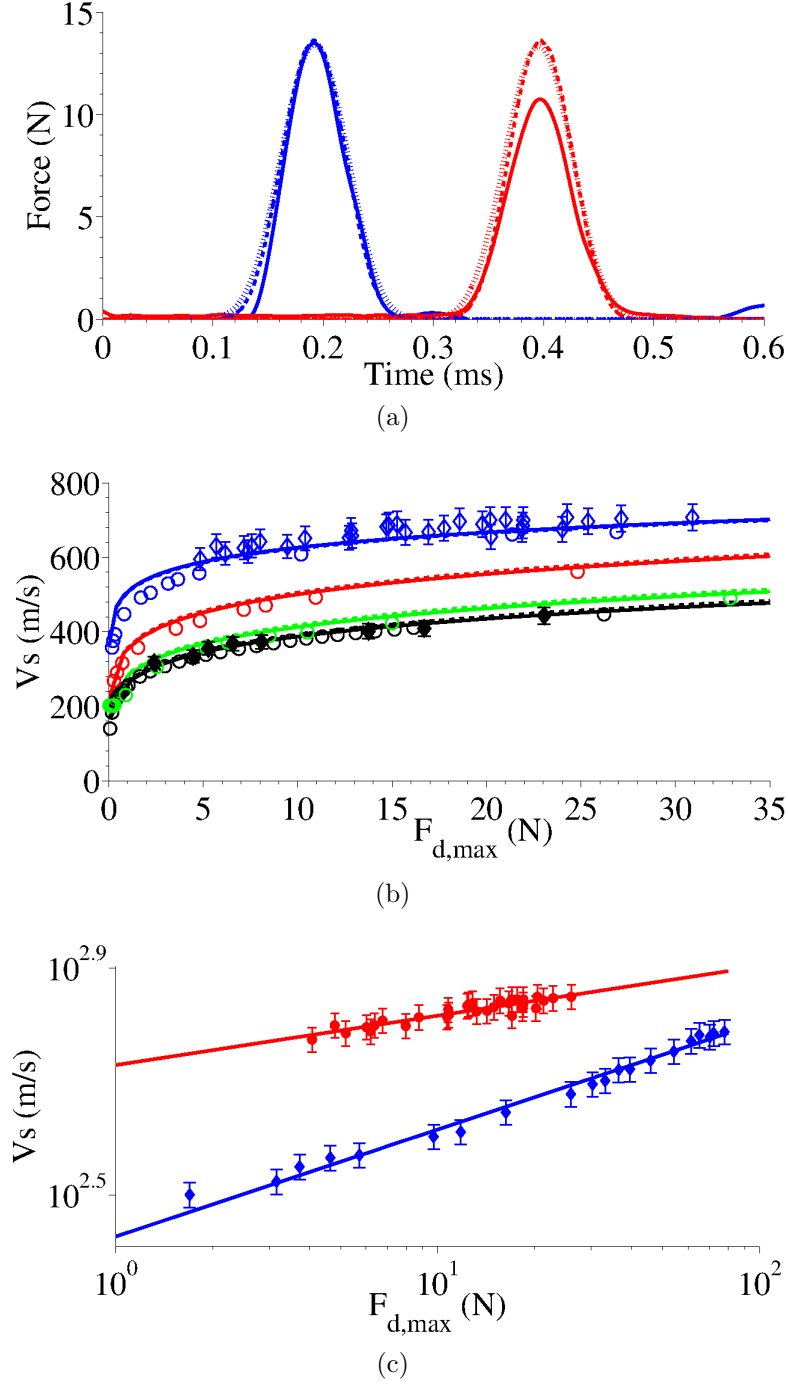 15
10
5
0
Force (N)
0 0.1 0.2 0.3 0.4 0.5 0.6
Time (ms)
(a)
800
600
400
200
0
Vs (m/s)
0 5 10 15 20 25 30 35
F_d,max (N)
(b)
10^2.9
10^2.5
Vs (m/s)
10^0 10^1 10^2
F_d,max (N)
(c)